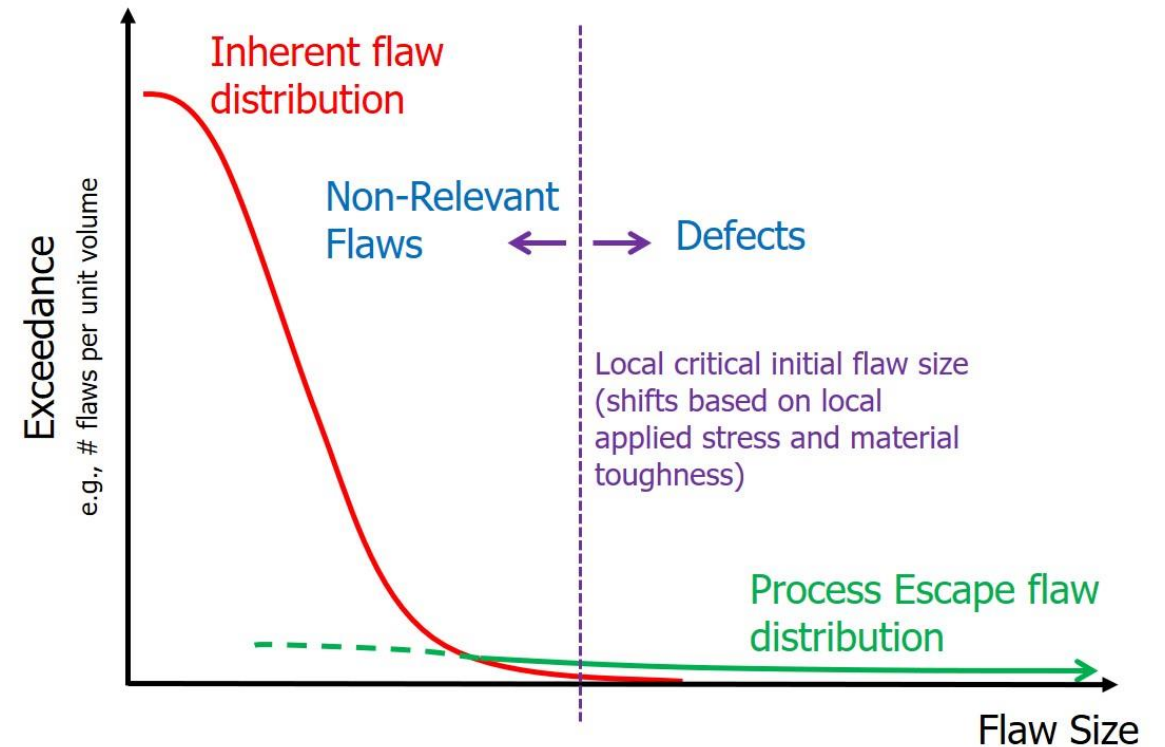 Inherent flaw
distribution
Non-Relevant
Flaws
Defects
Exceedance
e.g., # flaws per unit volume
Local critical initial flaw size
(shifts based on local
applied stress and material
toughness)
Process Escape flaw
distribution
Flaw Size